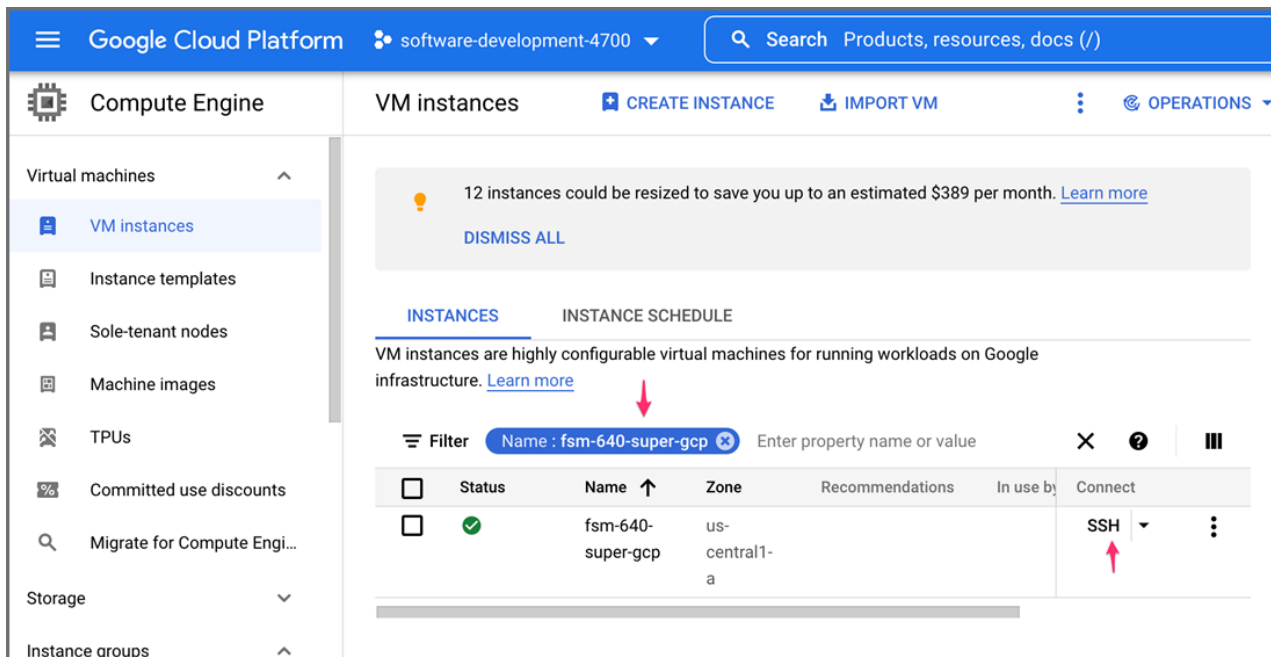 Google Cloud Platform
software-development-4700
Search Products, resources, docs (/)
Compute Engine
VM instances
CREATE INSTANCE
IMPORT VM
OPERATIONS
Virtual machines
VM instances
Instance templates
Sole-tenant nodes
Machine images
TPUs
Committed use discounts
Migrate for Compute Engi...
Storage
Instance groups
12 instances could be resized to save you up to an estimated $389 per month. Learn more
DISMISS ALL
INSTANCES
INSTANCE SCHEDULE
VM instances are highly configurable virtual machines for running workloads on Google
infrastructure. Learn more
Filter
Name : fsm-640-super-gcp
Enter property name or value
Status
Name
Zone
Recommendations
In use by
Connect
fsm-640-
super-gcp
us-
central1-
a
SSH